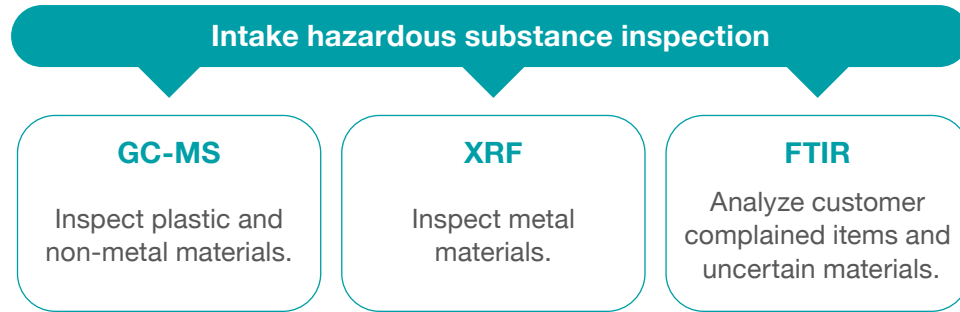 Intake hazardous substance inspection
GC-MS
Inspect plastic and
non-metal materials.
XRF
Inspect metal
materials.
FTIR
Analyze customer
complained items and
uncertain materials.